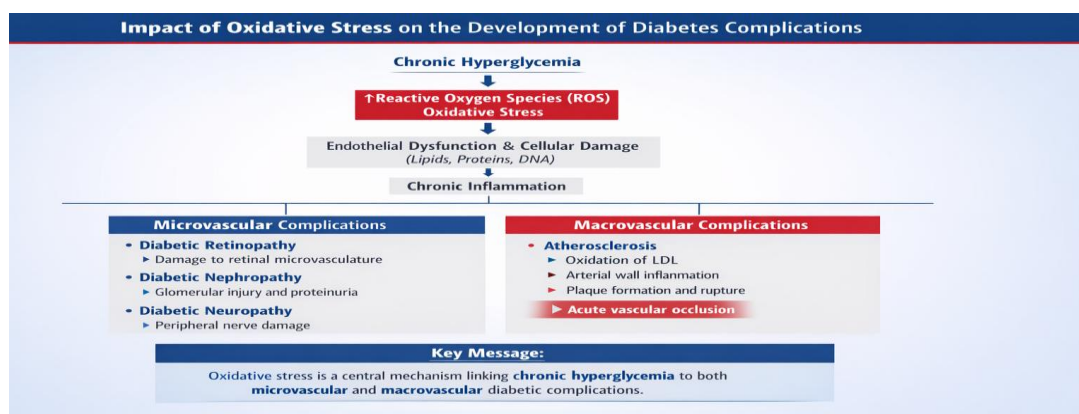 Impact of Oxidative Stress on the Development of Diabetes Complications
Chronic Hyperglycemia
↑Reactive Oxygen Species (ROS)
Oxidative Stress
Endothelial Dysfunction & Cellular Damage
(Lipids, Proteins, DNA)
Chronic Inflammation
Microvascular Complications
• Diabetic Retinopathy
► Damage to retinal microvasculature
• Diabetic Nephropathy
► Glomerular injury and proteinuria
• Diabetic Neuropathy
► Peripheral nerve damage
Macrovascular Complications
• Atherosclerosis
► Oxidation of LDL
► Arterial wall inflanmation
► Plaque formation and rupture
► Acute vascular occlusion
Key Message:
Oxidative stress is a central mechanism linking chronic hyperglycemia to both
microvascular and macrovascular diabetic complications.